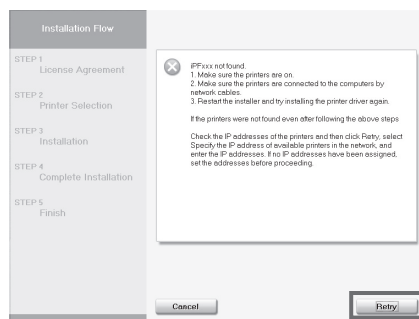 Installation Flow
STEP 1
License Agreement
STEP 2
Printer Selection
STEP 3
Installation
STEP 4
Complete Installation
STEP 5
Finish
iPFxxx not found.
1. Make sure the printers are on.
2. Make sure the printers are connected to the computers by
network cables.
3. Restart the installer and try installing the printer driver again.
If the printers were not found even after following the above steps
Check the IP addresses of the printers and then click Retry, select
Specify the IP address of available printers in the network, and
enter the IP addresses. If no IP addresses have been assigned,
set the addresses before proceeding.
Cancel
Retry